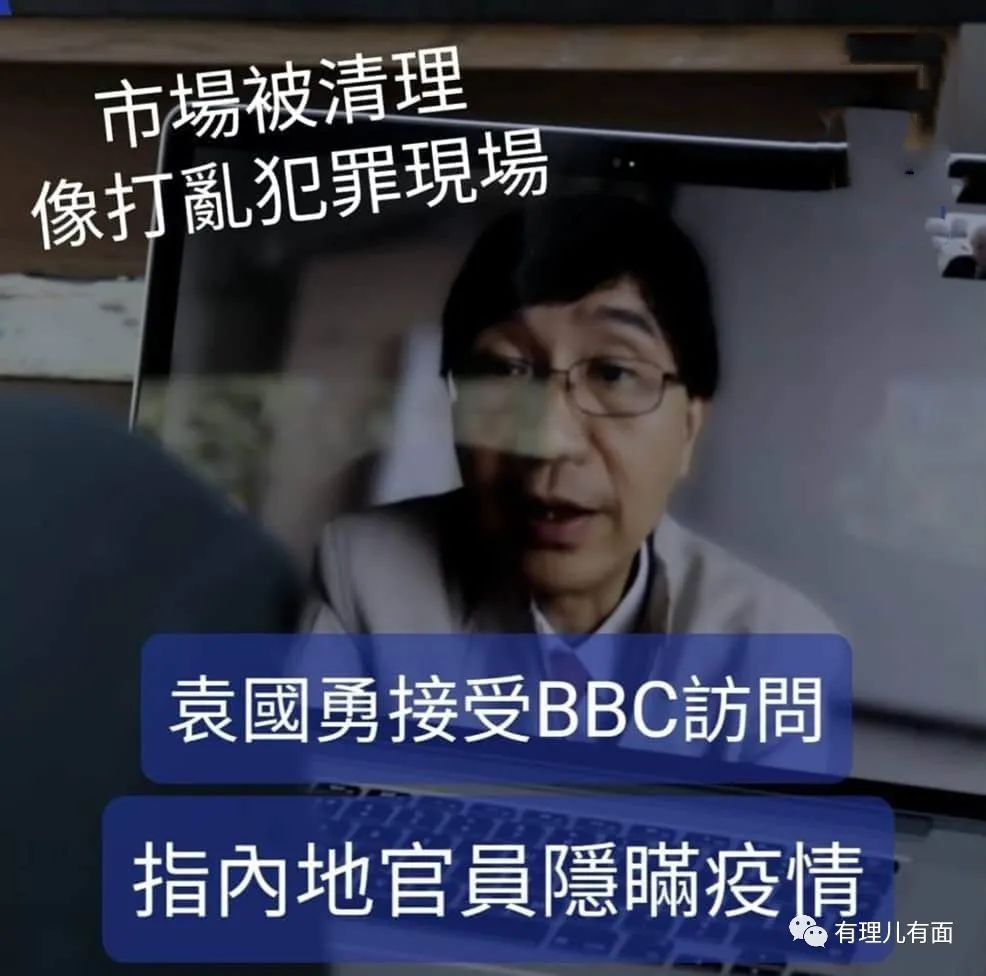 市場被清理
像打亂犯罪現場
袁國勇接受BBC訪問
指內地官員隱瞞疫情
有理儿有面